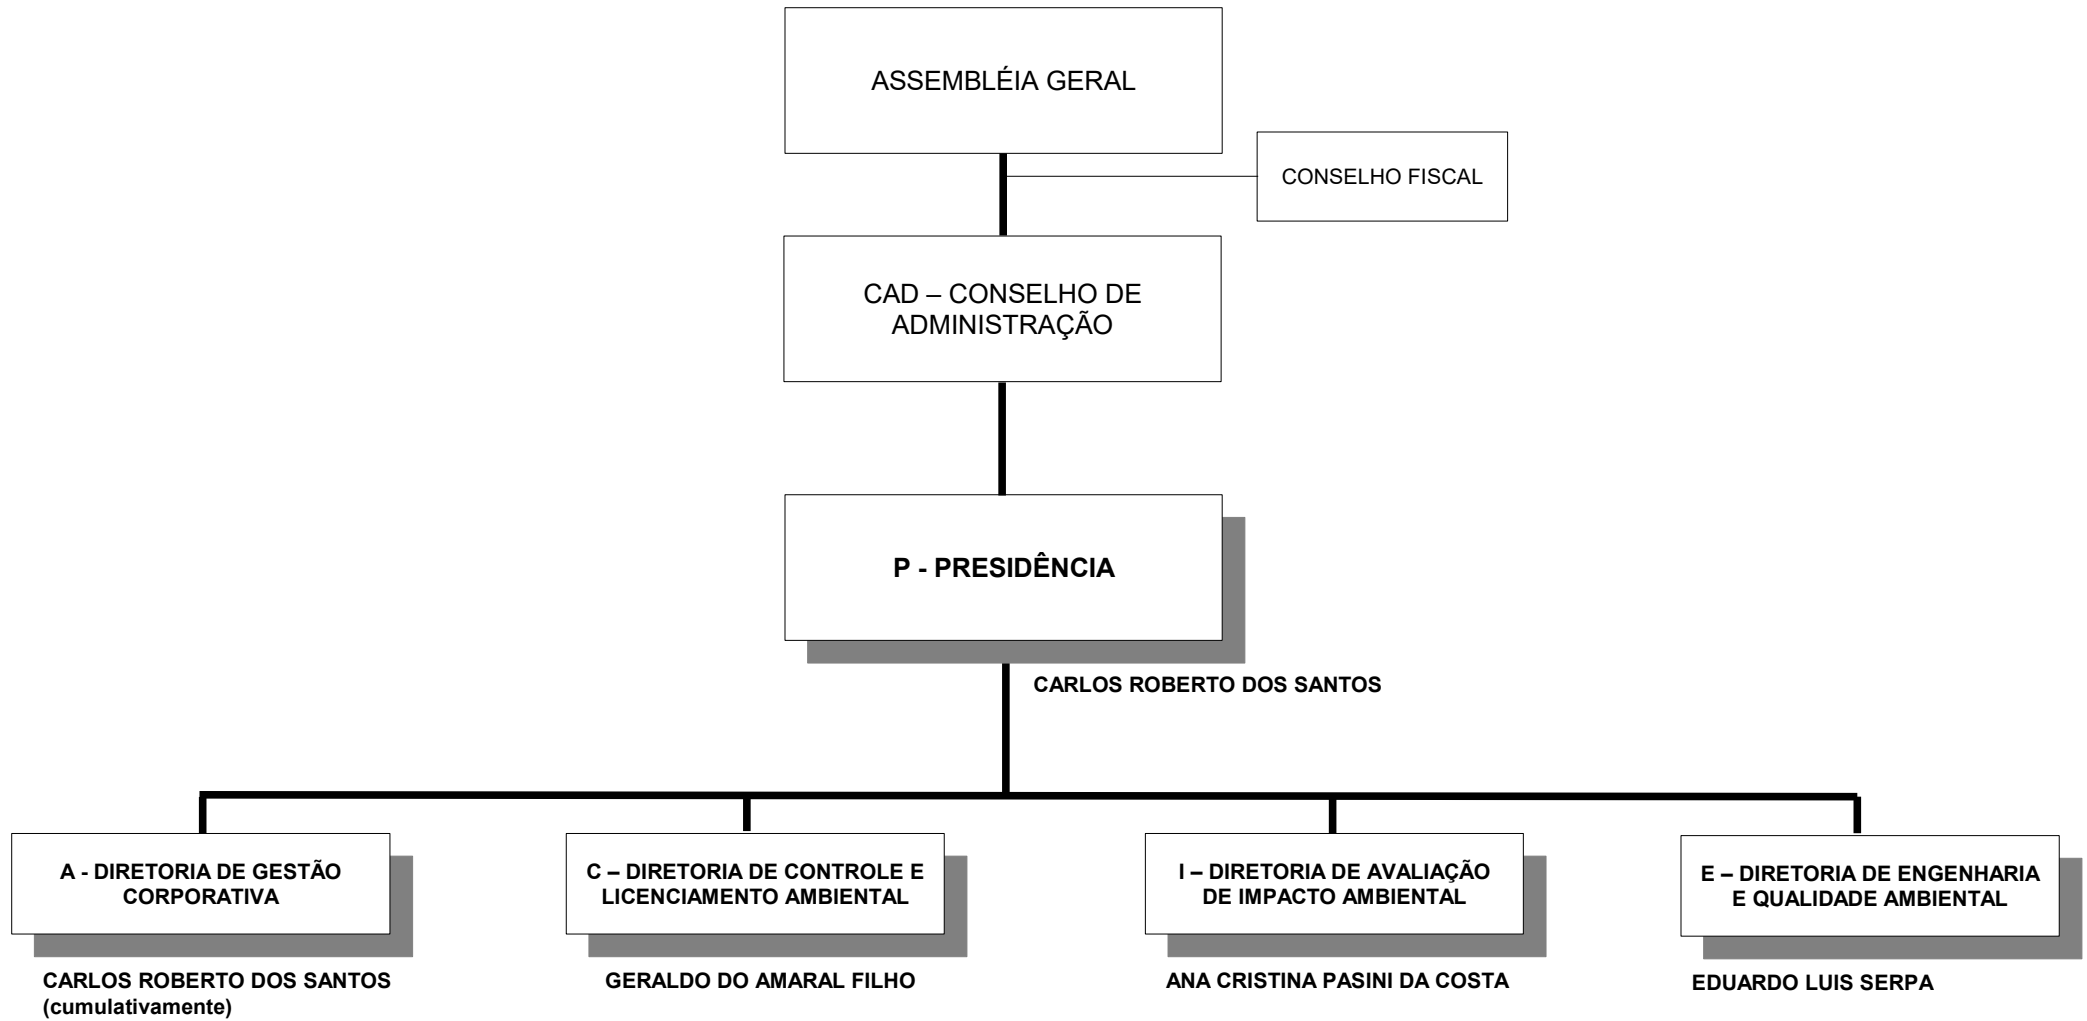 ASSEMBLÉIA GERAL
CONSELHO FISCAL
CAD – CONSELHO DE
ADMINISTRAÇÃO
P - PRESIDÊNCIA
CARLOS ROBERTO DOS SANTOS
A - DIRETORIA DE GESTÃO
CORPORATIVA
CARLOS ROBERTO DOS SANTOS
(cumulativamente)
C – DIRETORIA DE CONTROLE E
LICENCIAMENTO AMBIENTAL
GERALDO DO AMARAL FILHO
I – DIRETORIA DE AVALIAÇÃO
DE IMPACTO AMBIENTAL
ANA CRISTINA PASINI DA COSTA
E – DIRETORIA DE ENGENHARIA
E QUALIDADE AMBIENTAL
EDUARDO LUIS SERPA